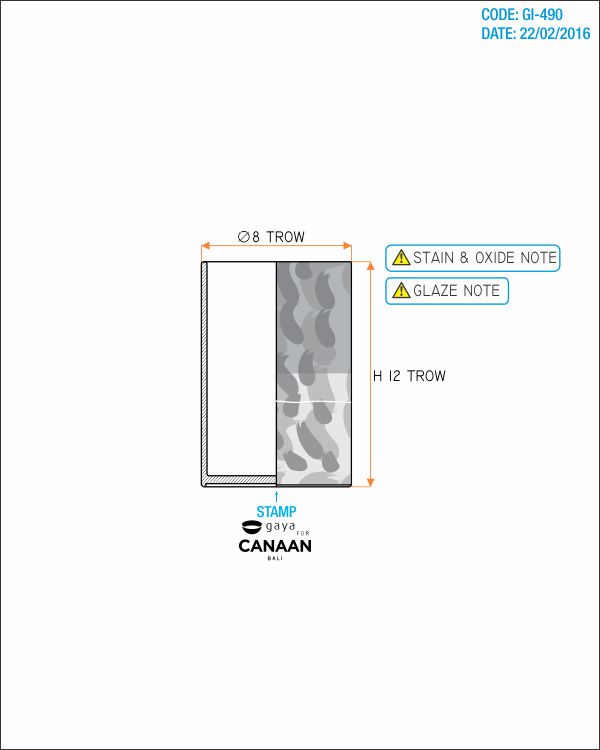 CODE: GI-490
DATE: 22/02/2016
∅8 TROW
STAIN & OXIDE NOTE
GLAZE NOTE
H 12 TROW
STAMP
gaya
FOR
CANAAN
BALI